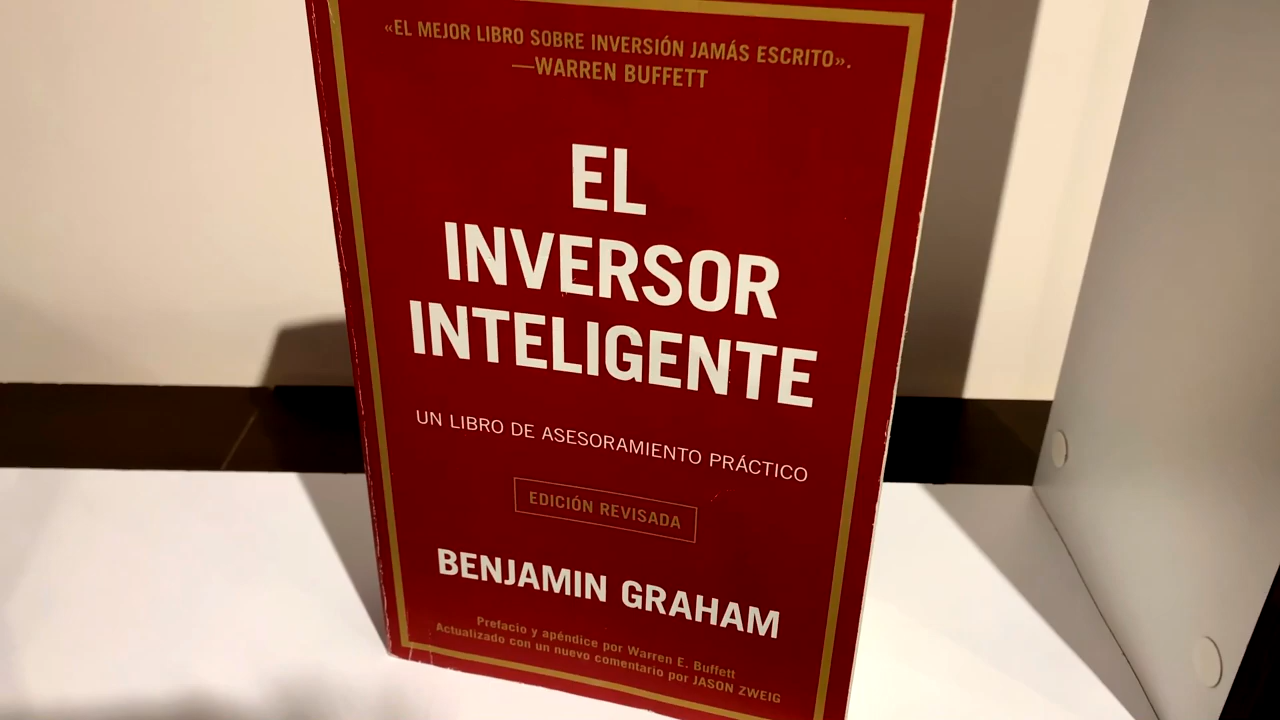 «EL MEJOR LIBRO SOBRE INVERSIÓN JAMÁS ESCRITO».
—WARREN BUFFETT
EL
INVERSOR
INTELIGENTE
UN LIBRO DE ASESORAMIENTO PRÁCTICO
EDICIÓN REVISADA
BENJAMIN GRAHAM
Prefacio y apéndice por Warren E. Buffett
Actualizado con un nuevo comentario por JASON ZWEIG